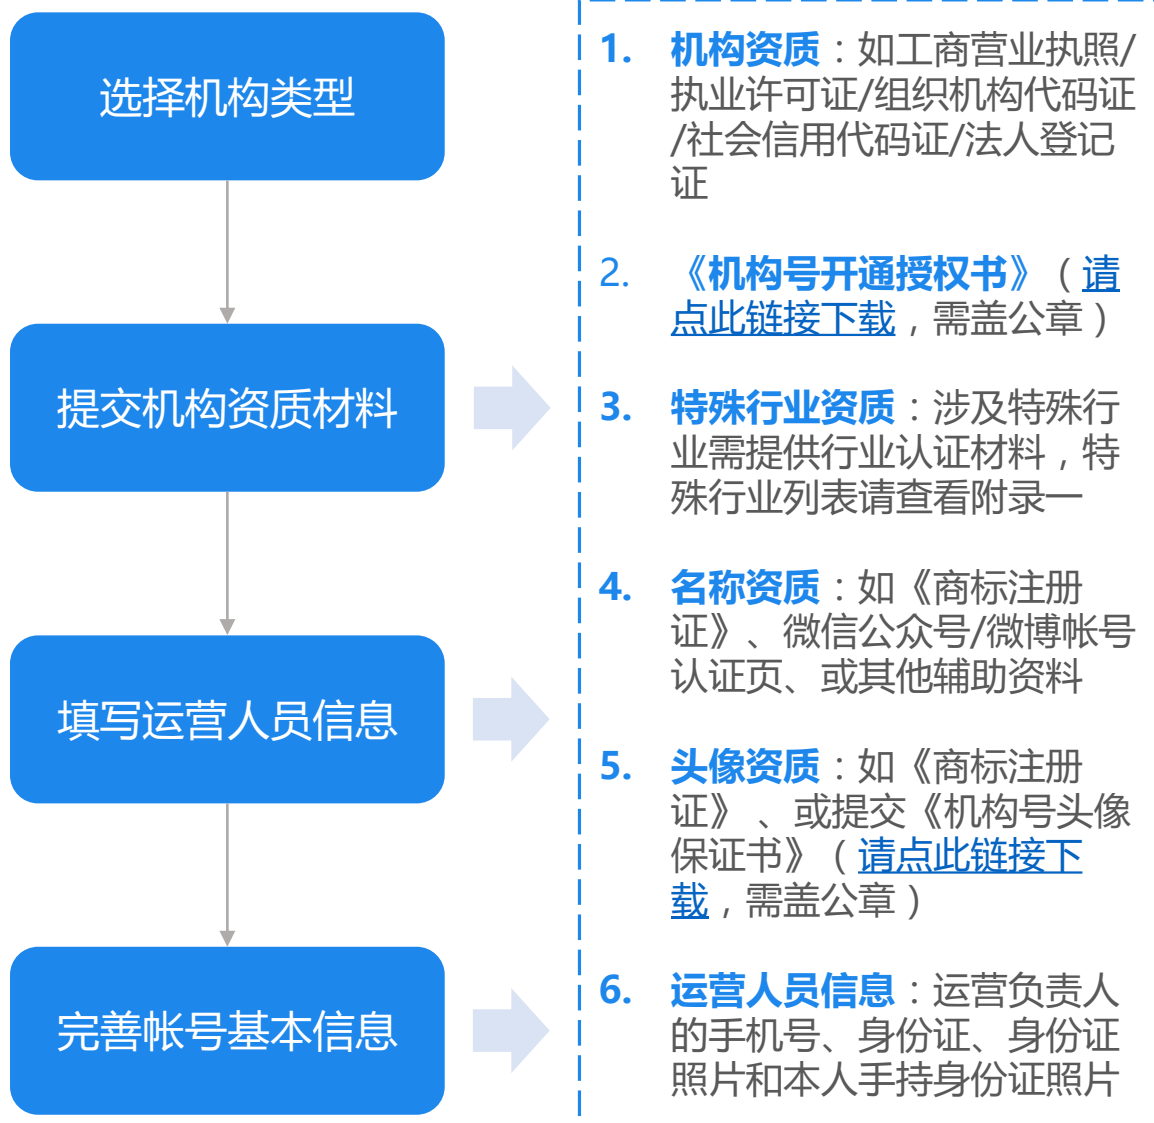 选择机构类型
提交机构资质材料
填写运营人员信息
完善帐号基本信息
1. 机构资质：如工商营业执照/
执业许可证/组织机构代码证
/社会信用代码证/法人登记
证
2. 《机构号开通授权书》（请
点此链接下载，需盖公章）
3. 特殊行业资质：涉及特殊行
业需提供行业认证材料，特
殊行业列表请查看附录一
4. 名称资质：如《商标注册
证》、微信公众号/微博帐号
认证页、或其他辅助资料
5. 头像资质：如《商标注册
证》 、或提交《机构号头像
保证书》（请点此链接下
载，需盖公章）
6. 运营人员信息：运营负责人
的手机号、身份证、身份证
照片和本人手持身份证照片